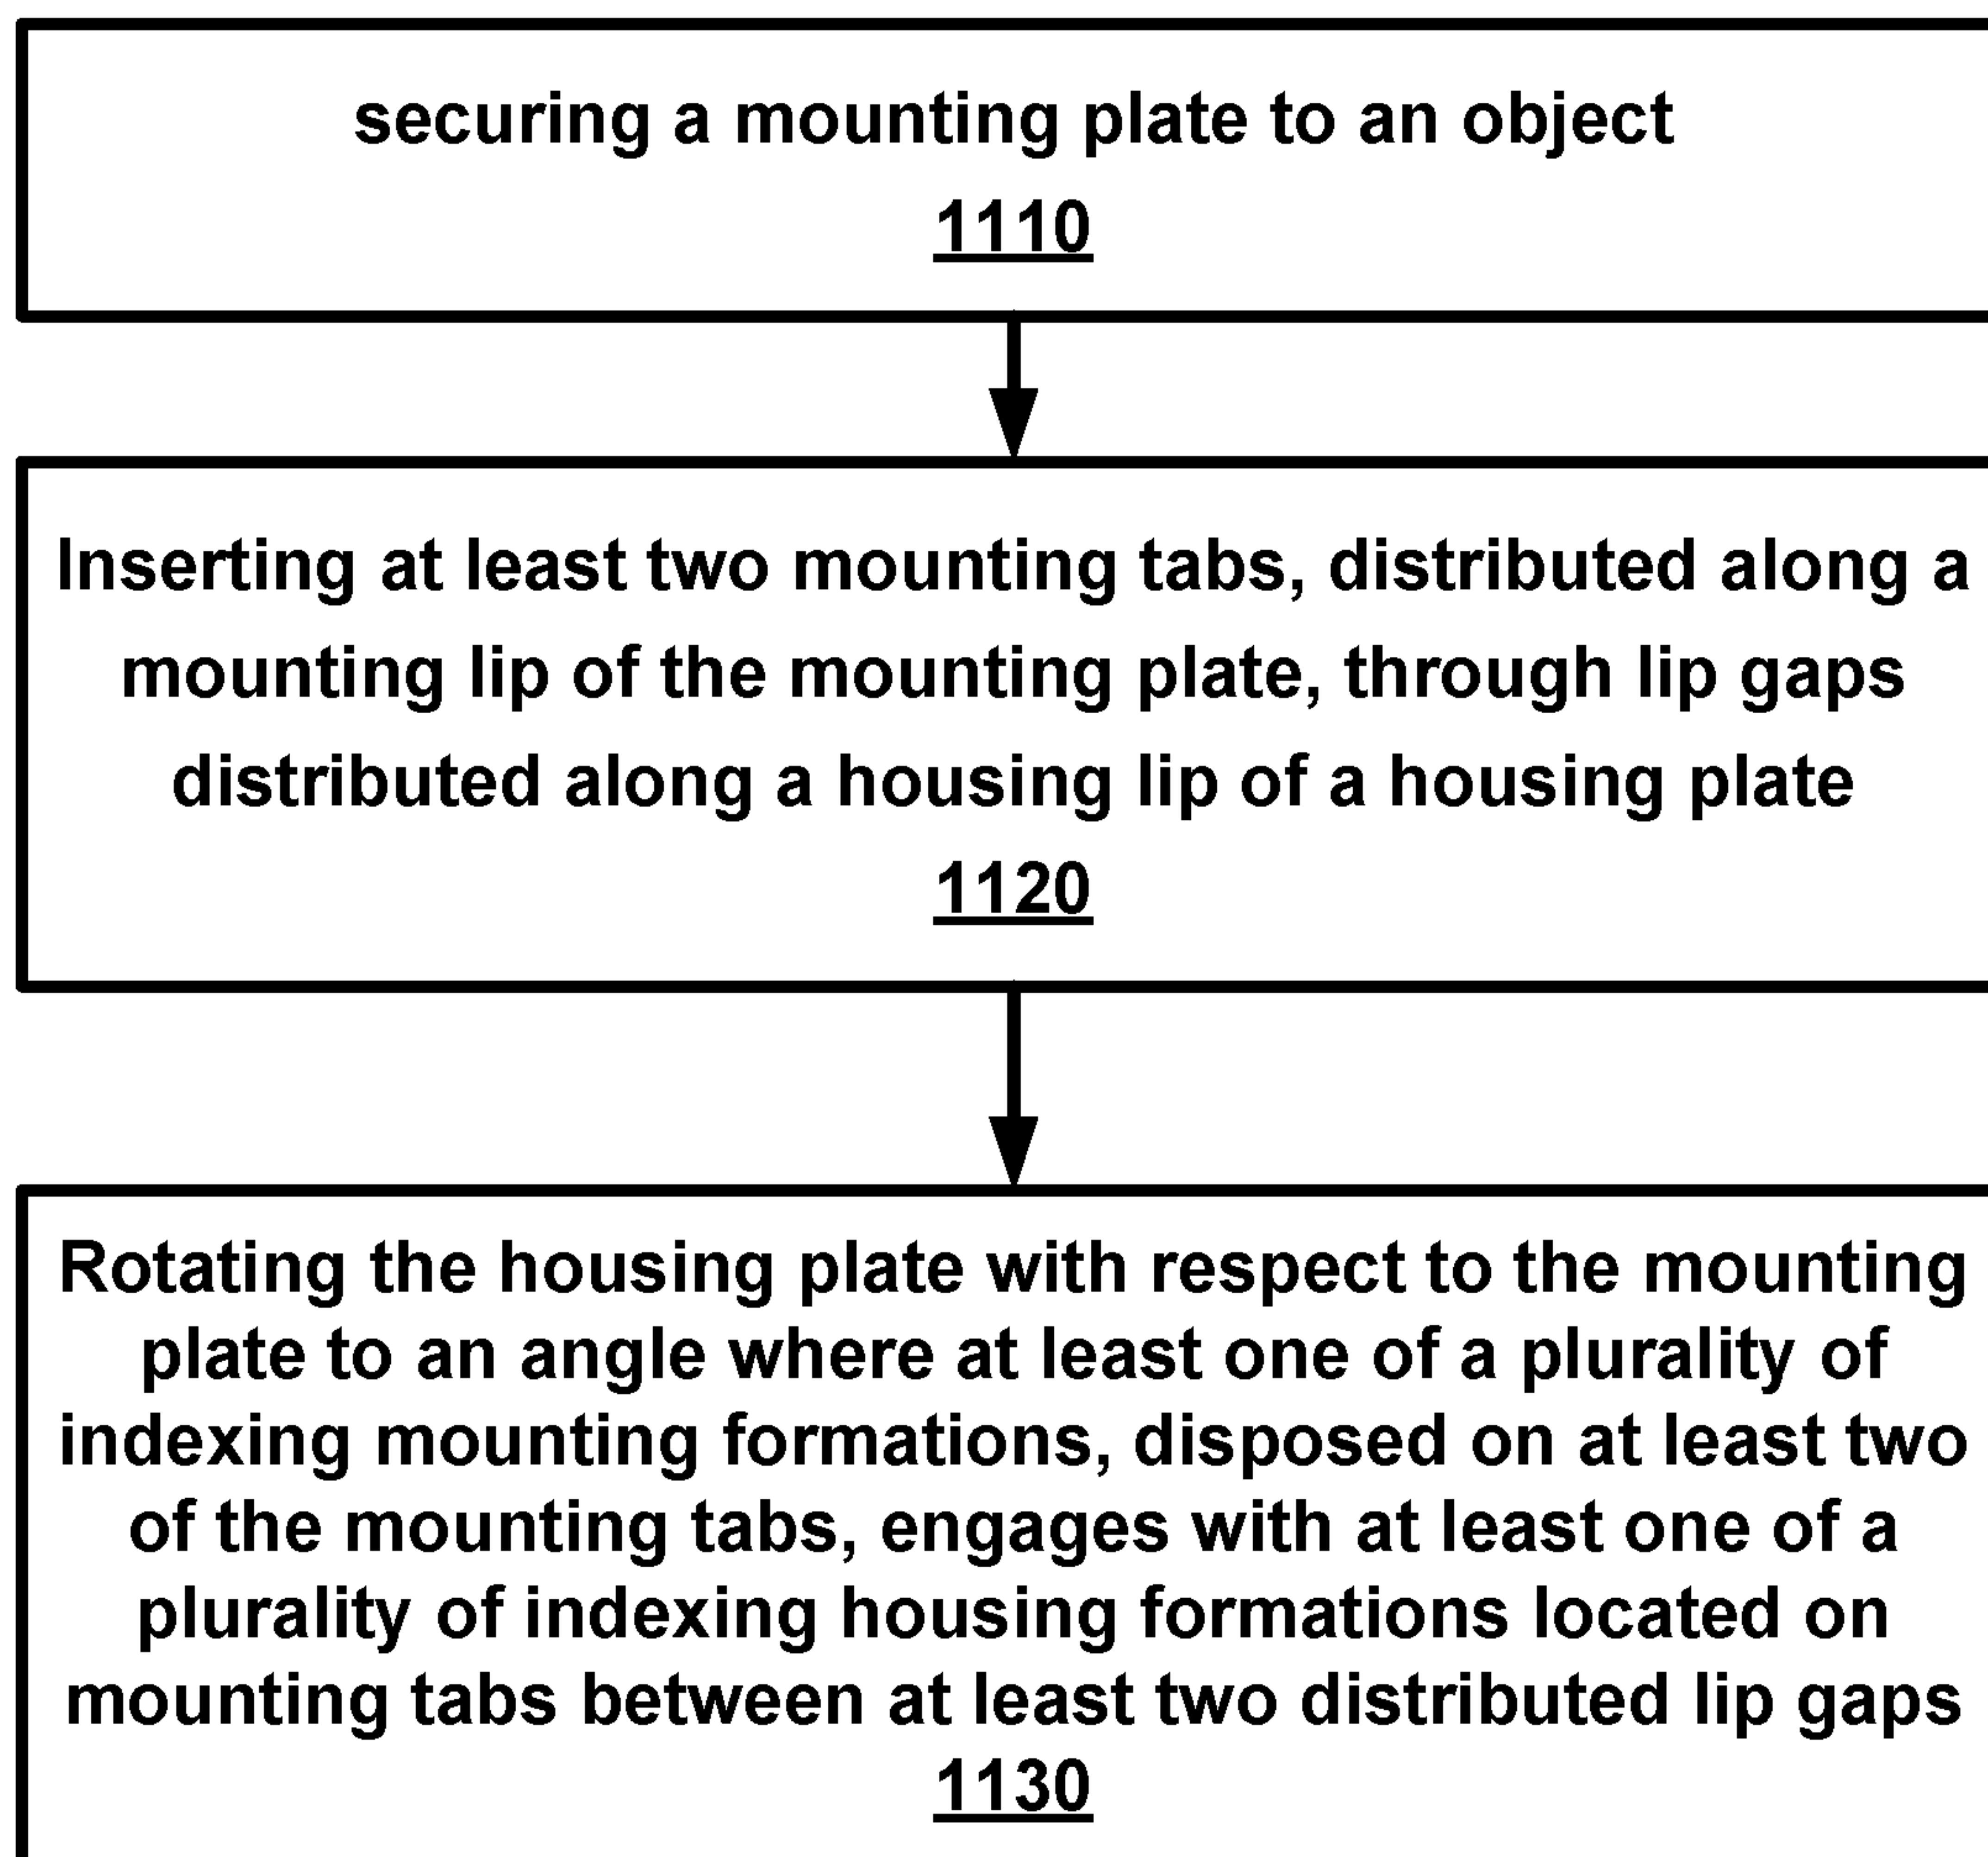 securing a mounting plate to an object
1110
Inserting at least two mounting tabs, distributed along a
mounting lip of the mounting plate, through lip gaps
distributed along a housing lip of a housing plate
1120
Rotating the housing plate with respect to the mounting
plate to an angle where at least one of a plurality of
indexing mounting formations, disposed on at least two
of the mounting tabs, engages with at least one of a
plurality of indexing housing formations located on
mounting tabs between at least two distributed lip gaps
1130